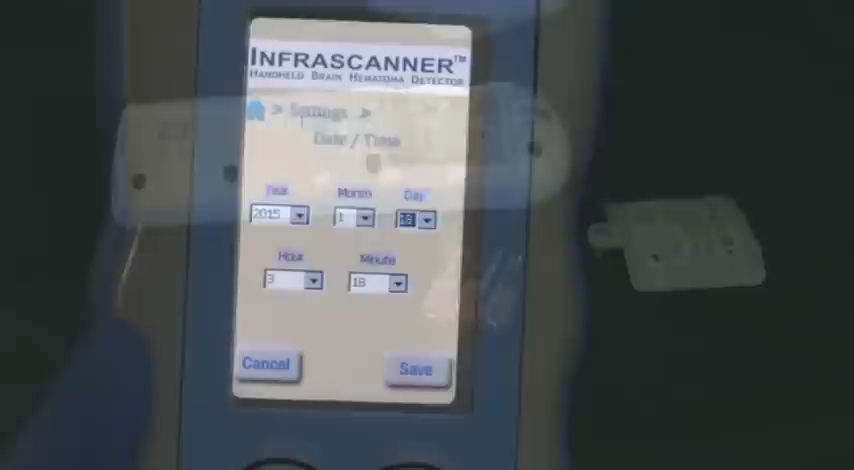 INFRASCANNER™
HANDHELD BRAIN HEMATOMA DETECTOR
> Settings >
Date / Time
Year Month Day
2015 1 18
Hour Minute
3 18
Cancel Save